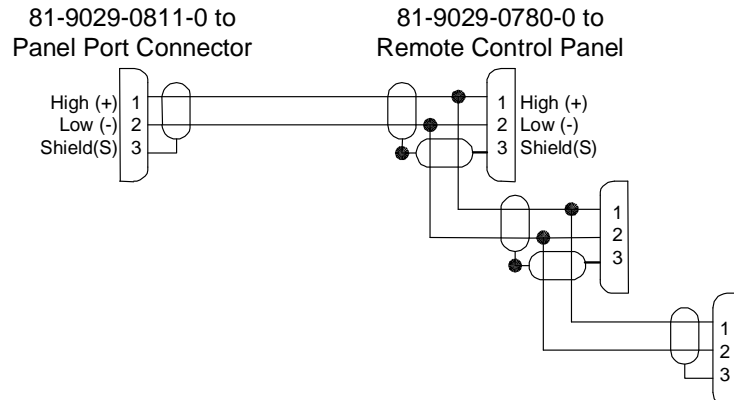 81-9029-0811-0 to
Panel Port Connector
81-9029-0780-0 to
Remote Control Panel
High (+) 1
Low (-) 2
Shield(S) 3
1 High (+)
2 Low (-)
3 Shield(S)
1
2
3
1
2
3